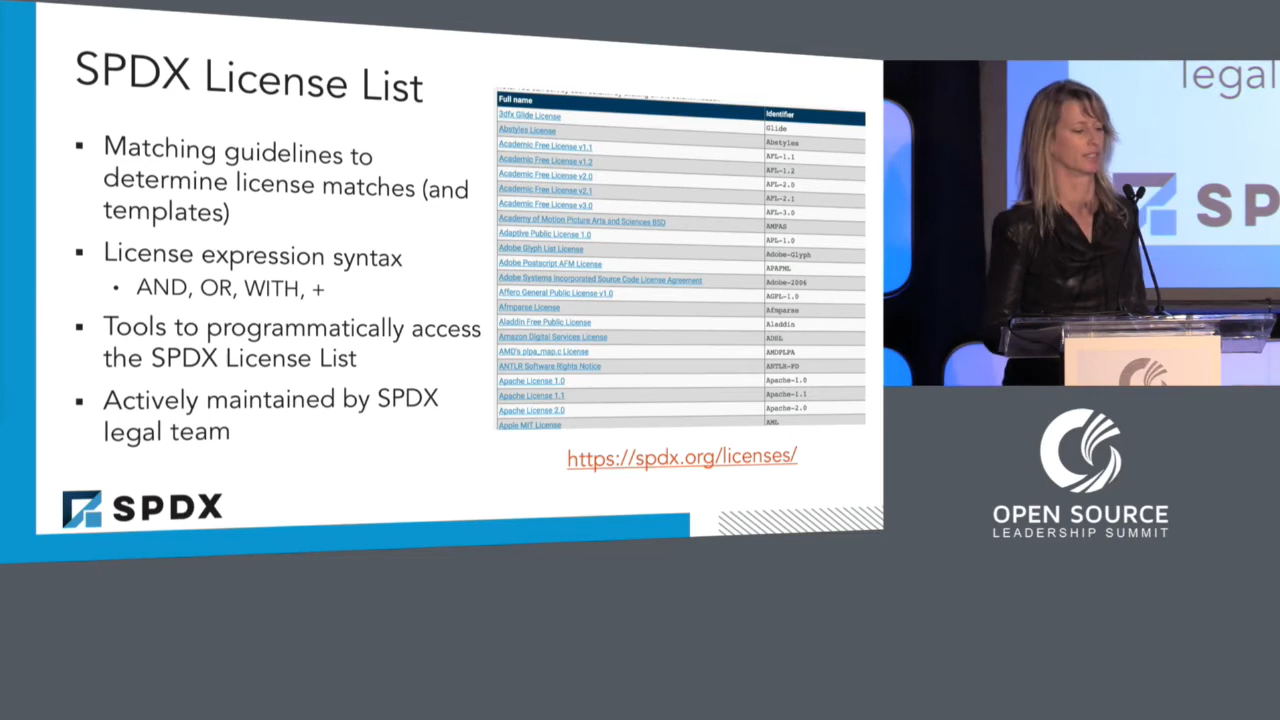 SPDX License List
▪ Matching guidelines to
determine license matches (and
templates)
▪ License expression syntax
• AND, OR, WITH, +
▪ Tools to programmatically access
the SPDX License List
▪ Actively maintained by SPDX
legal team
Full name Identifier
3dfx Glide License Glide
Abstyles License Abstyles
Academic Free License v1.1 AFL-1.1
Academic Free License v1.2 AFL-1.2
Academic Free License v2.0 AFL-2.0
Academic Free License v2.1 AFL-2.1
Academic Free License v3.0 AFL-3.0
Academy of Motion Picture Arts and Sciences BSD AMPAS
Adaptive Public License 1.0 APL-1.0
Adobe Glyph List License Adobe-Glyph
Adobe Postscript AFM License APAFML
Adobe Systems Incorporated Source Code License Agreement Adobe-2006
Affero General Public License v1.0 AGPL-1.0
Afmparse License Afmparse
Aladdin Free Public License Aladdin
Amazon Digital Services License ADSL
AMD's plpa_map.c License AMDPLPA
ANTLR Software Rights Notice ANTLR-PD
Apache License 1.0 Apache-1.0
Apache License 1.1 Apache-1.1
Apache License 2.0 Apache-2.0
Apple MIT License AML
https://spdx.org/licenses/
SPDX
legal
SP
OPEN SOURCE
LEADERSHIP SUMMIT